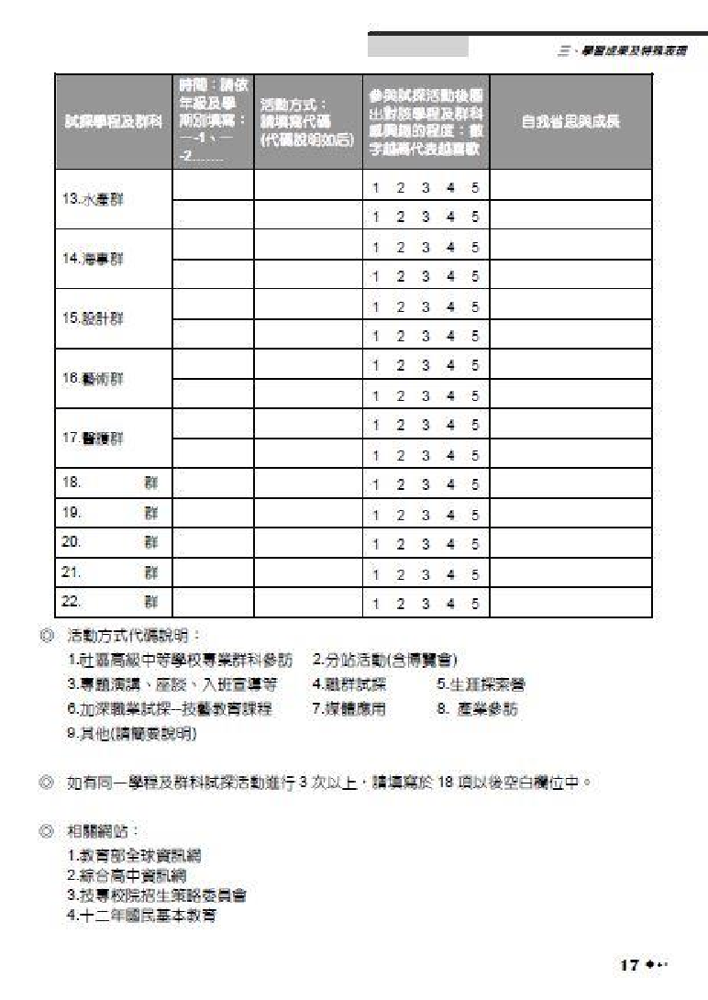 三、學習成果及特殊表現
試探學程及群科
時間：請依
年級及學
期別填寫：
一-1、一
-2.......
活動方式：
請填寫代碼
(代碼說明如后)
參與試探活動後圈
出對該學程及群科
感興趣的程度：數
字越高代表越喜歡
自我省思與成長
13.水產群
1 2 3 4 5
1 2 3 4 5
14.海事群
1 2 3 4 5
1 2 3 4 5
15.設計群
1 2 3 4 5
1 2 3 4 5
16.藝術群
1 2 3 4 5
1 2 3 4 5
17.醫護群
1 2 3 4 5
1 2 3 4 5
18. 群 1 2 3 4 5
19. 群 1 2 3 4 5
20. 群 1 2 3 4 5
21. 群 1 2 3 4 5
22. 群 1 2 3 4 5
◎ 活動方式代碼說明：
1.社區高級中等學校專業群科參訪 2.分站活動(含博覽會)
3.專題演講、座談、入班宣導等 4.職群試探 5.生涯探索營
6.加深職業試探—技藝教育課程 7.媒體應用 8. 產業參訪
9.其他(請簡要說明)
◎ 如有同一學程及群科試探活動進行 3 次以上，請填寫於 18 項以後空白欄位中。
◎ 相關網站：
1.教育部全球資訊網
2.綜合高中資訊網
3.技專校院招生策略委員會
4.十二年國民基本教育
17